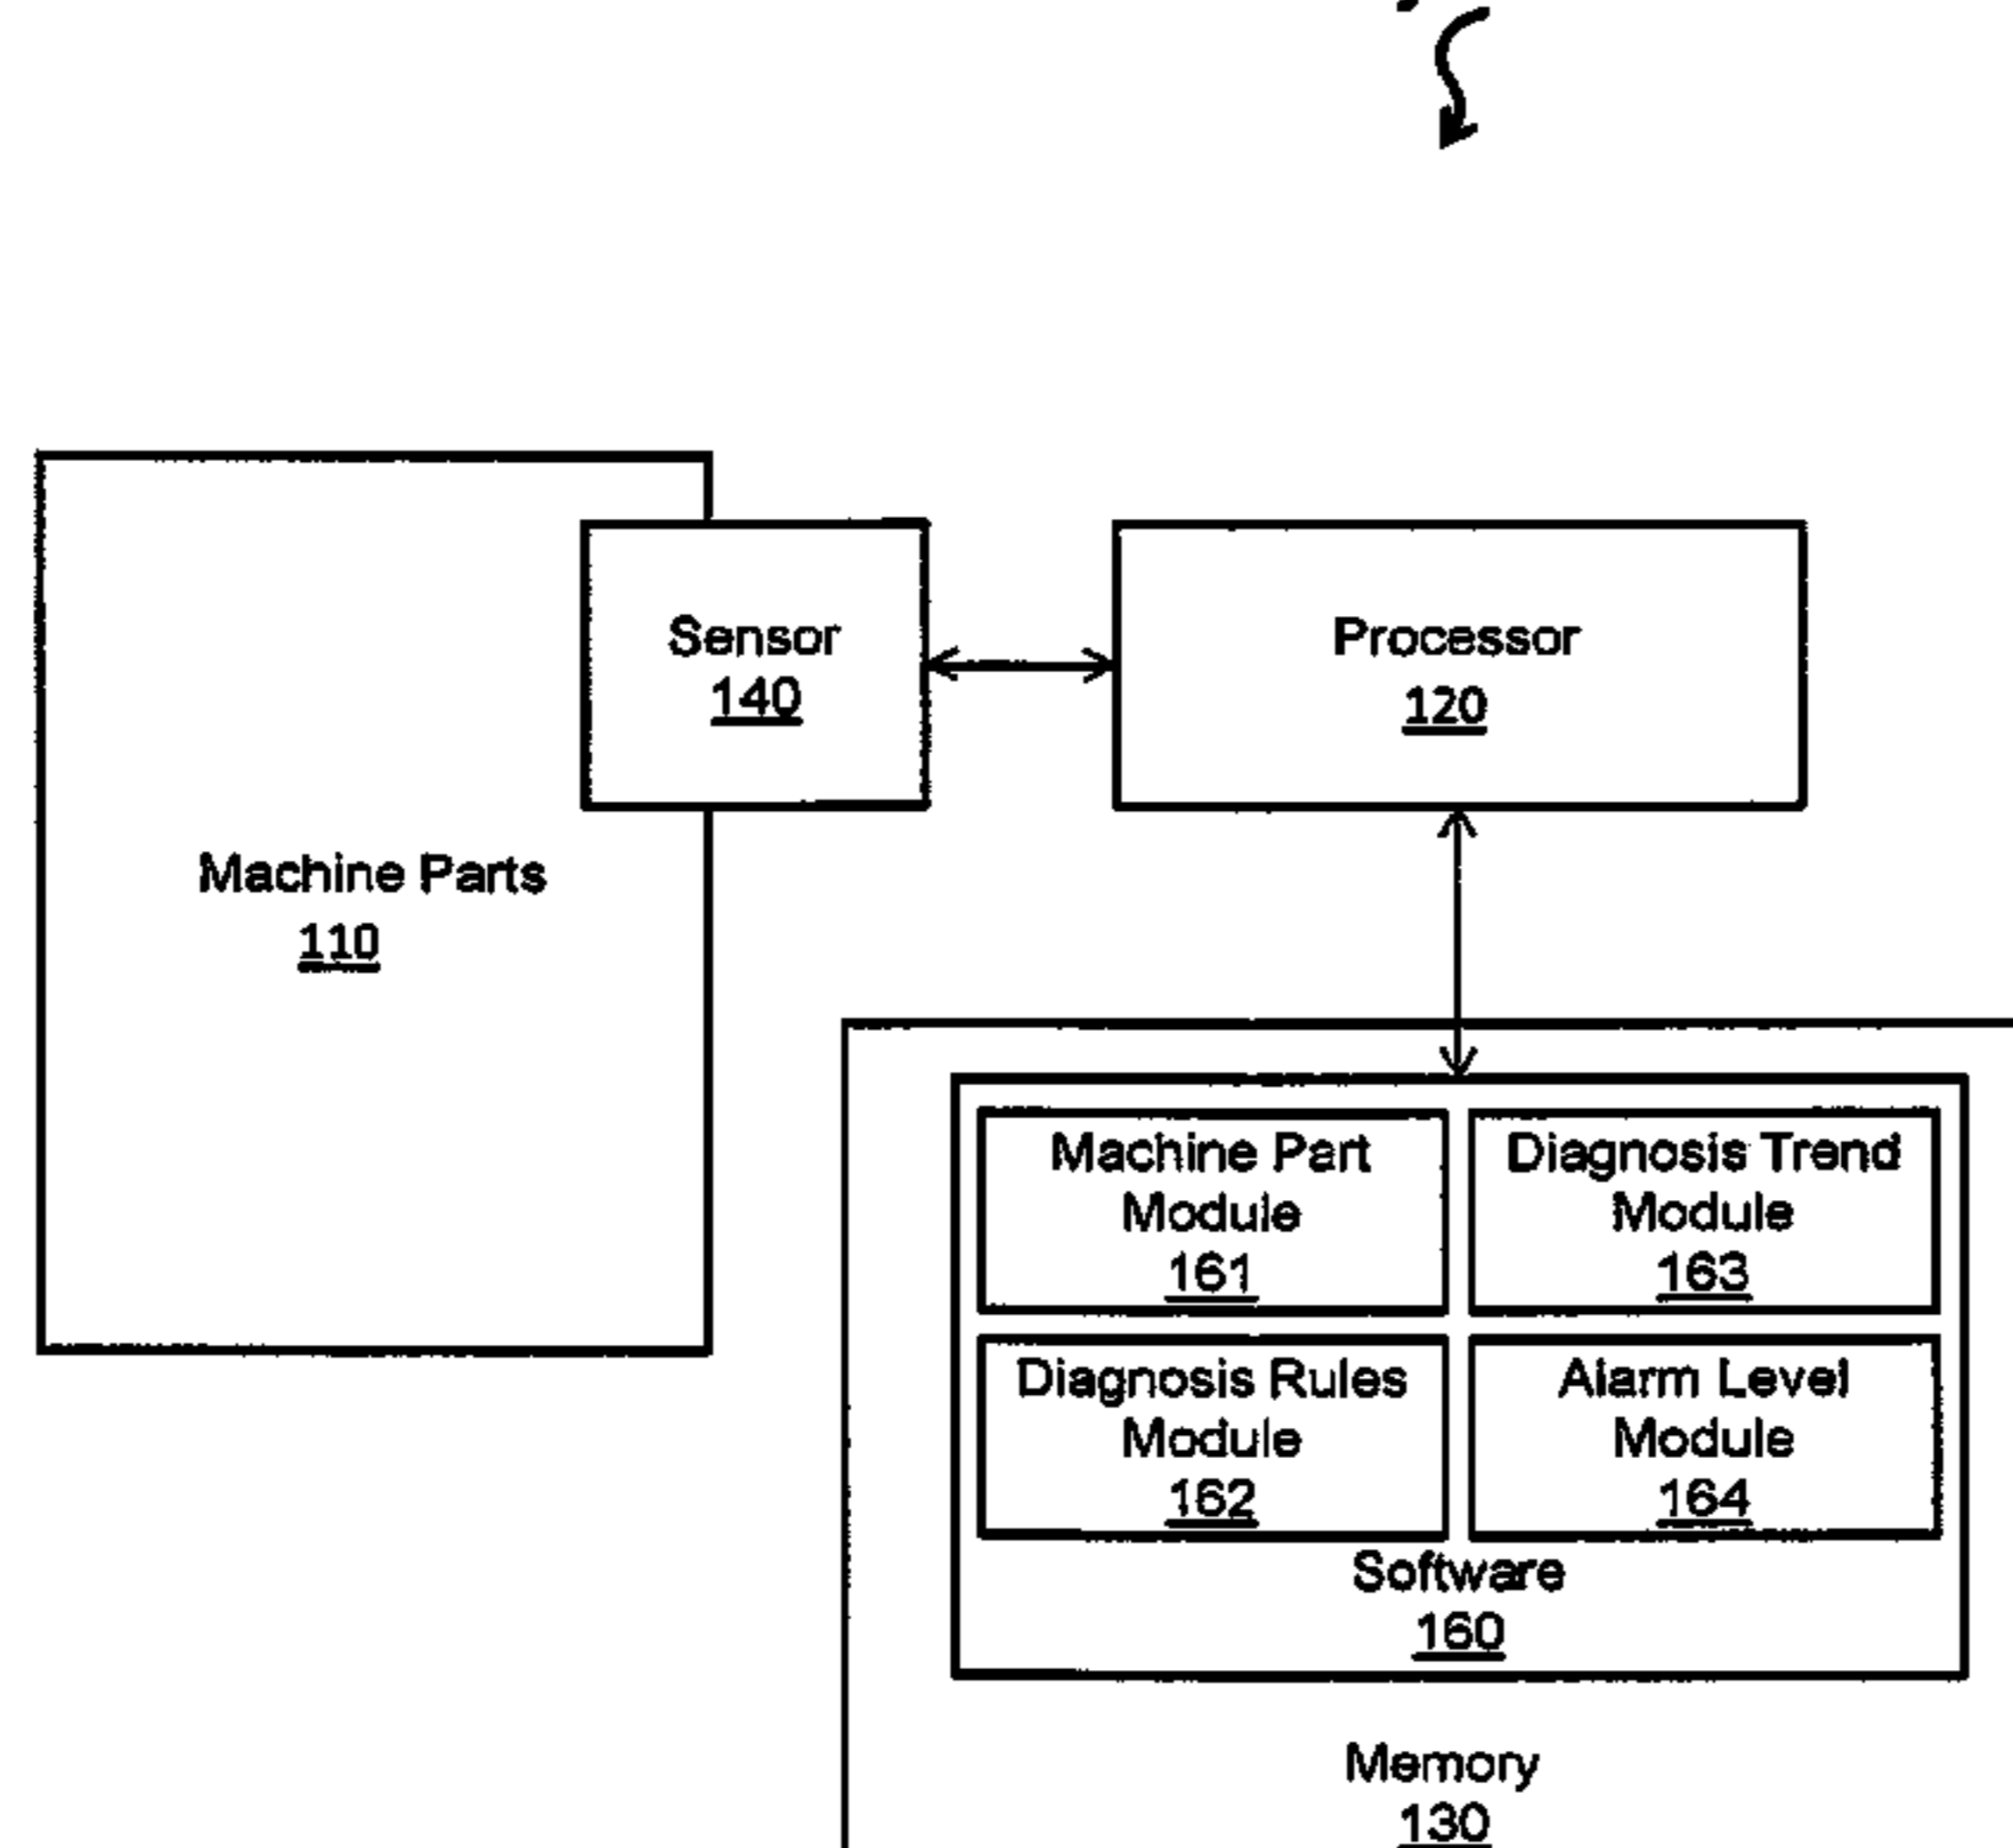 Sensor
140
Processor
120
Machine Parts
110
Machine Part
Module
161
Diagnosis Trend
Module
163
Diagnosis Rules
Module
162
Alarm Level
Module
164
Software
160
Memory
130